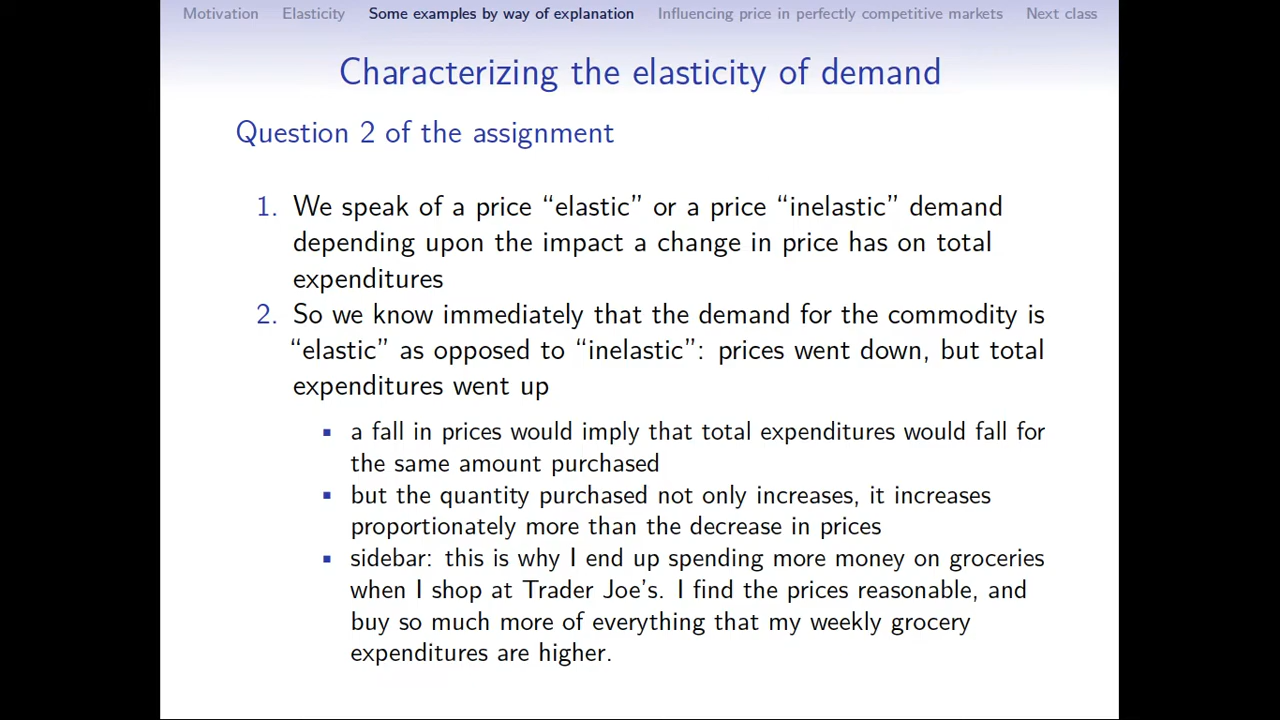 Motivation Elasticity Some examples by way of explanation Influencing price in perfectly competitive markets Next class
Characterizing the elasticity of demand
Question 2 of the assignment
1. We speak of a price “elastic” or a price “inelastic” demand
depending upon the impact a change in price has on total
expenditures
2. So we know immediately that the demand for the commodity is
“elastic” as opposed to “inelastic”: prices went down, but total
expenditures went up
▪ a fall in prices would imply that total expenditures would fall for
the same amount purchased
▪ but the quantity purchased not only increases, it increases
proportionately more than the decrease in prices
▪ sidebar: this is why I end up spending more money on groceries
when I shop at Trader Joe’s. I find the prices reasonable, and
buy so much more of everything that my weekly grocery
expenditures are higher.